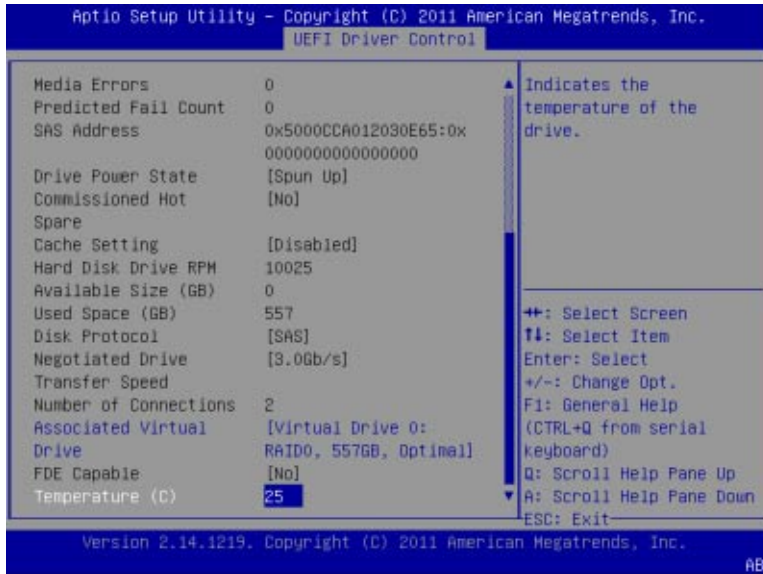 Aptio Setup Utility – Copyright (C) 2011 American Megatrends, Inc.
UEFI Driver Control
Media Errors 0
Predicted Fail Count 0
SAS Address 0x5000CCA012030E65:0x
0000000000000000
Drive Power State [Spun Up]
Commissioned Hot [No]
Spare
Cache Setting [Disabled]
Hard Disk Drive RPM 10025
Available Size (GB) 0
Used Space (GB) 557
Disk Protocol [SAS]
Negotiated Drive [3.0Gb/s]
Transfer Speed
Number of Connections 2
Associated Virtual [Virtual Drive 0:
Drive RAID0, 557GB, Optimal]
FDE Capable [No]
Temperature (C) 25
Indicates the
temperature of the
drive.
→←: Select Screen
↑↓: Select Item
Enter: Select
+/-: Change Opt.
F1: General Help
(CTRL+Q from serial
keyboard)
Q: Scroll Help Pane Up
A: Scroll Help Pane Down
ESC: Exit
Version 2.14.1219. Copyright (C) 2011 American Megatrends, Inc.
AB